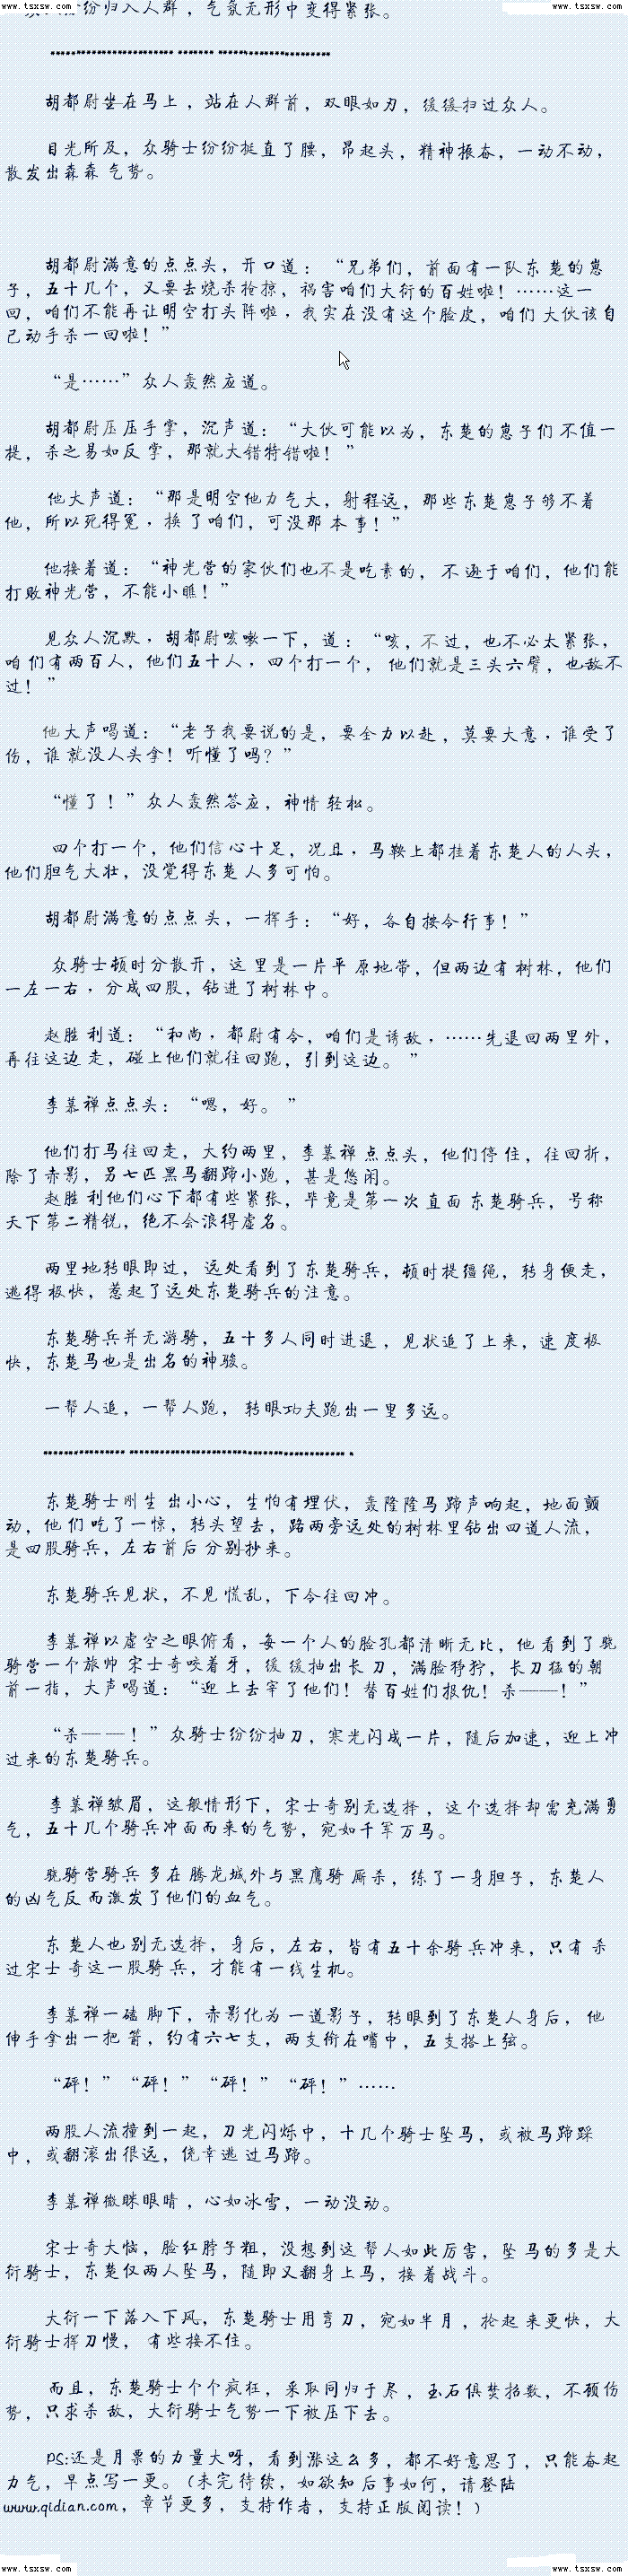 www.tsxsw.com www.tsxsw.com
纷归入人群，气氛无形中变得紧张。
胡都尉坐在马上，站在人群前，双眼如刃，缓缓扫过众人。
目光所及，众骑士纷纷挺直了腰，昂起头，精神振奋，一动不动，
散发出森森气势。
胡都尉满意的点点头，开口道：“兄弟们，前面有一队东楚的崽
子，五十几个，又要去烧杀抢掠，祸害咱们大衍的百姓啦！……这一
回，咱们不能再让明空打头阵啦，我实在没有这个脸皮，咱们大伙该自
己动手杀一回啦！”
“是……”众人轰然应道。
胡都尉压压手掌，沉声道：“大伙可能以为，东楚的崽子们不值一
提，杀之易如反掌，那就大错特错啦！”
他大声道：“那是明空他力气大，射程远，那些东楚崽子够不着
他，所以死得冤，换了咱们，可没那本事！”
他接着道：“神光营的家伙们也不是吃素的，不逊于咱们，他们能
打败神光营，不能小瞧！”
见众人沉默，胡都尉咳嗽一下，道：“咳，不过，也不必太紧张，
咱们有两百人，他们五十人，四个打一个，他们就是三头六臂，也敌不
过！”
他大声喝道：“老子我要说的是，要全力以赴，莫要大意，谁受了
伤，谁就没人头拿！听懂了吗？”
“懂了！”众人轰然答应，神情轻松。
四个打一个，他们信心十足，况且，马鞍上都挂着东楚人的人头，
他们胆气大壮，没觉得东楚人多可怕。
胡都尉满意的点点头，一挥手：“好，各自按令行事！”
众骑士顿时分散开，这里是一片平原地带，但两边有树林，他们
一左一右，分成四股，钻进了树林中。
赵胜利道：“和尚，都尉有令，咱们是诱敌，……先退回两里外，
再往这边走，碰上他们就往回跑，引到这边。”
李慕禅点点头：“嗯，好。”
他们打马往回走，大约两里，李慕禅点点头，他们停住，往回折，
除了赤影，另七匹黑马翻蹄小跑，甚是悠闲。
赵胜利他们心下都有些紧张，毕竟是第一次直面东楚骑兵，号称
天下第二精锐，绝不会浪得虚名。
两里地转眼即过，远处看到了东楚骑兵，顿时提缰绳，转身便走，
逃得极快，惹起了远处东楚骑兵的注意。
东楚骑兵并无游骑，五十多人同时进退，见状追了上来，速度极
快，东楚马也是出名的神骏。
一帮人追，一帮人跑，转眼功夫跑出一里多远。
东楚骑士刚生出小心，生怕有埋伏，轰隆隆马蹄声响起，地面颤
动，他们吃了一惊，转头望去，路两旁远处的树林里钻出四道人流，
是四股骑兵，左右前后分别抄来。
东楚骑兵见状，不见慌乱，下令往回冲。
李慕禅以虚空之眼俯看，每一个人的脸孔都清晰无比，他看到了骁
骑营一个旅帅宋士奇咬着牙，缓缓抽出长刀，满脸狰狞，长刀猛的朝
前一指，大声喝道：“迎上去宰了他们！替百姓们报仇！杀——！”
“杀——！”众骑士纷纷抽刀，寒光闪成一片，随后加速，迎上冲
过来的东楚骑兵。
李慕禅皱眉，这般情形下，宋士奇别无选择，这个选择却需充满勇
气，五十几个骑兵冲面而来的气势，宛如千军万马。
骁骑营骑兵多在腾龙城外与黑鹰骑厮杀，练了一身胆子，东楚人
的凶气反而激发了他们的血气。
东楚人也别无选择，身后，左右，皆有五十余骑兵冲来，只有杀
过宋士奇这一股骑兵，才能有一线生机。
李慕禅一磕脚下，赤影化为一道影子，转眼到了东楚人身后，他
伸手拿出一把箭，约有六七支，两支衔在嘴中，五支搭上弦。
“砰！”“砰！”“砰！”“砰！”……
两股人流撞到一起，刀光闪烁中，十几个骑士坠马，或被马蹄踩
中，或翻滚出很远，侥幸逃过马蹄。
李慕禅微眯眼睛，心如冰雪，一动没动。
宋士奇大恼，脸红脖子粗，没想到这帮人如此厉害，坠马的多是大
衍骑士，东楚仅两人坠马，随即又翻身上马，接着战斗。
大衍一下落入下风，东楚骑士用弯刀，宛如半月，抡起来更快，大
衍骑士挥刀慢，有些接不住。
而且，东楚骑士个个疯狂，采取同归于尽，玉石俱焚招数，不顾伤
势，只求杀敌，大衍骑士气势一下被压下去。
PS:还是月票的力量大呀，看到涨这么多，都不好意思了，只能奋起
力气，早点写一更。（未完待续，如欲知后事如何，请登陆
www.qidian.com，章节更多，支持作者，支持正版阅读！）
www.tsxsw.com www.tsxsw.com